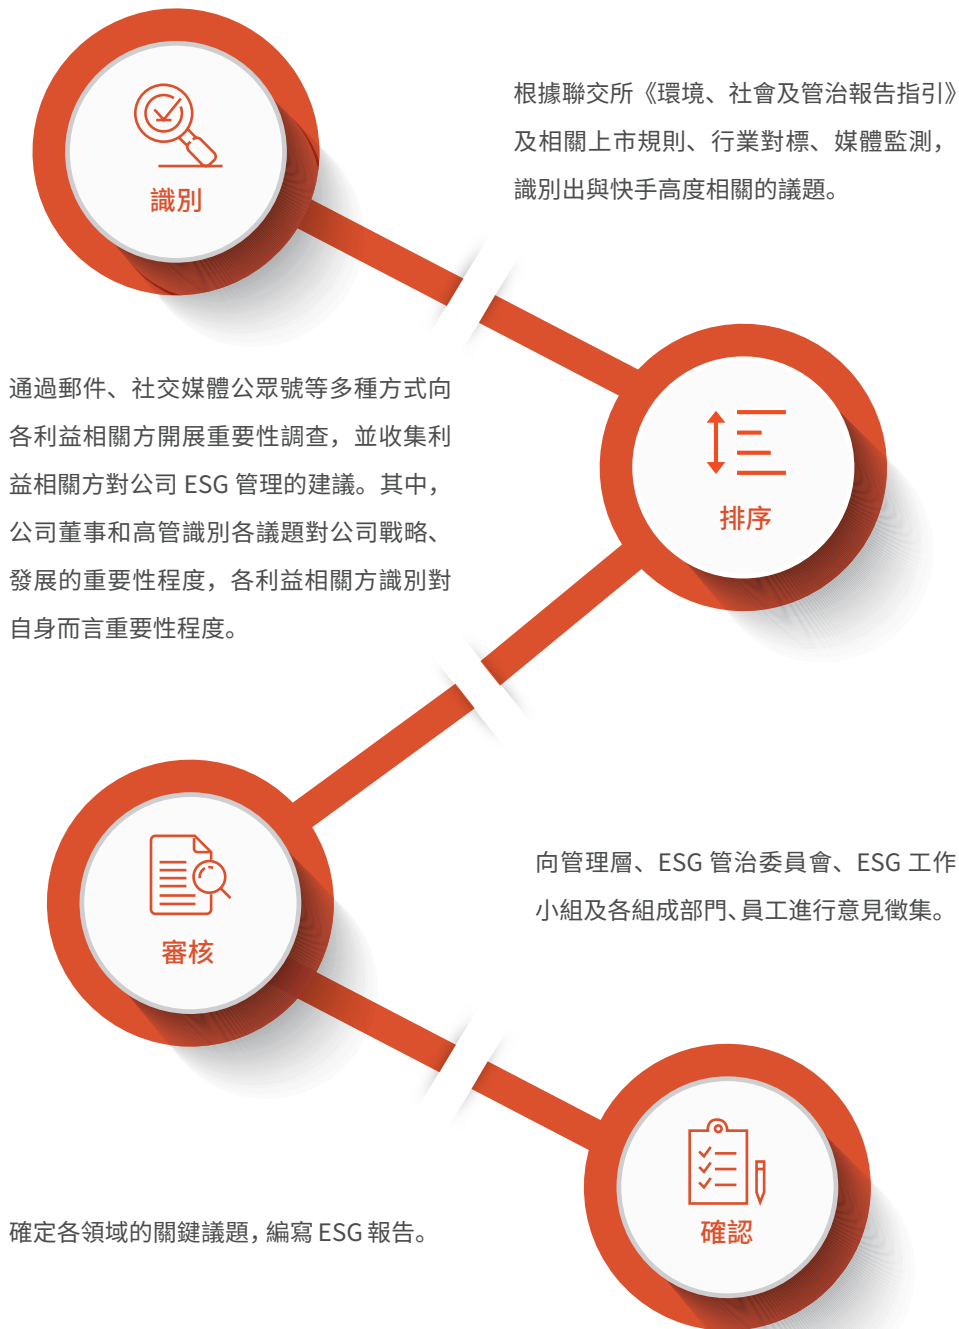 識別
根據聯交所《環境、社會及管治報告指引》
及相關上市規則、行業對標、媒體監測，
識別出與快手高度相關的議題。
排序
通過郵件、社交媒體公眾號等多種方式向
各利益相關方開展重要性調查，並收集利
益相關方對公司 ESG 管理的建議。其中，
公司董事和高管識別各議題對公司戰略、
發展的重要性程度，各利益相關方識別對
自身而言重要性程度。
審核
向管理層、ESG 管治委員會、ESG 工作
小組及各組成部門、員工進行意見徵集。
確認
確定各領域的關鍵議題，編寫 ESG 報告。